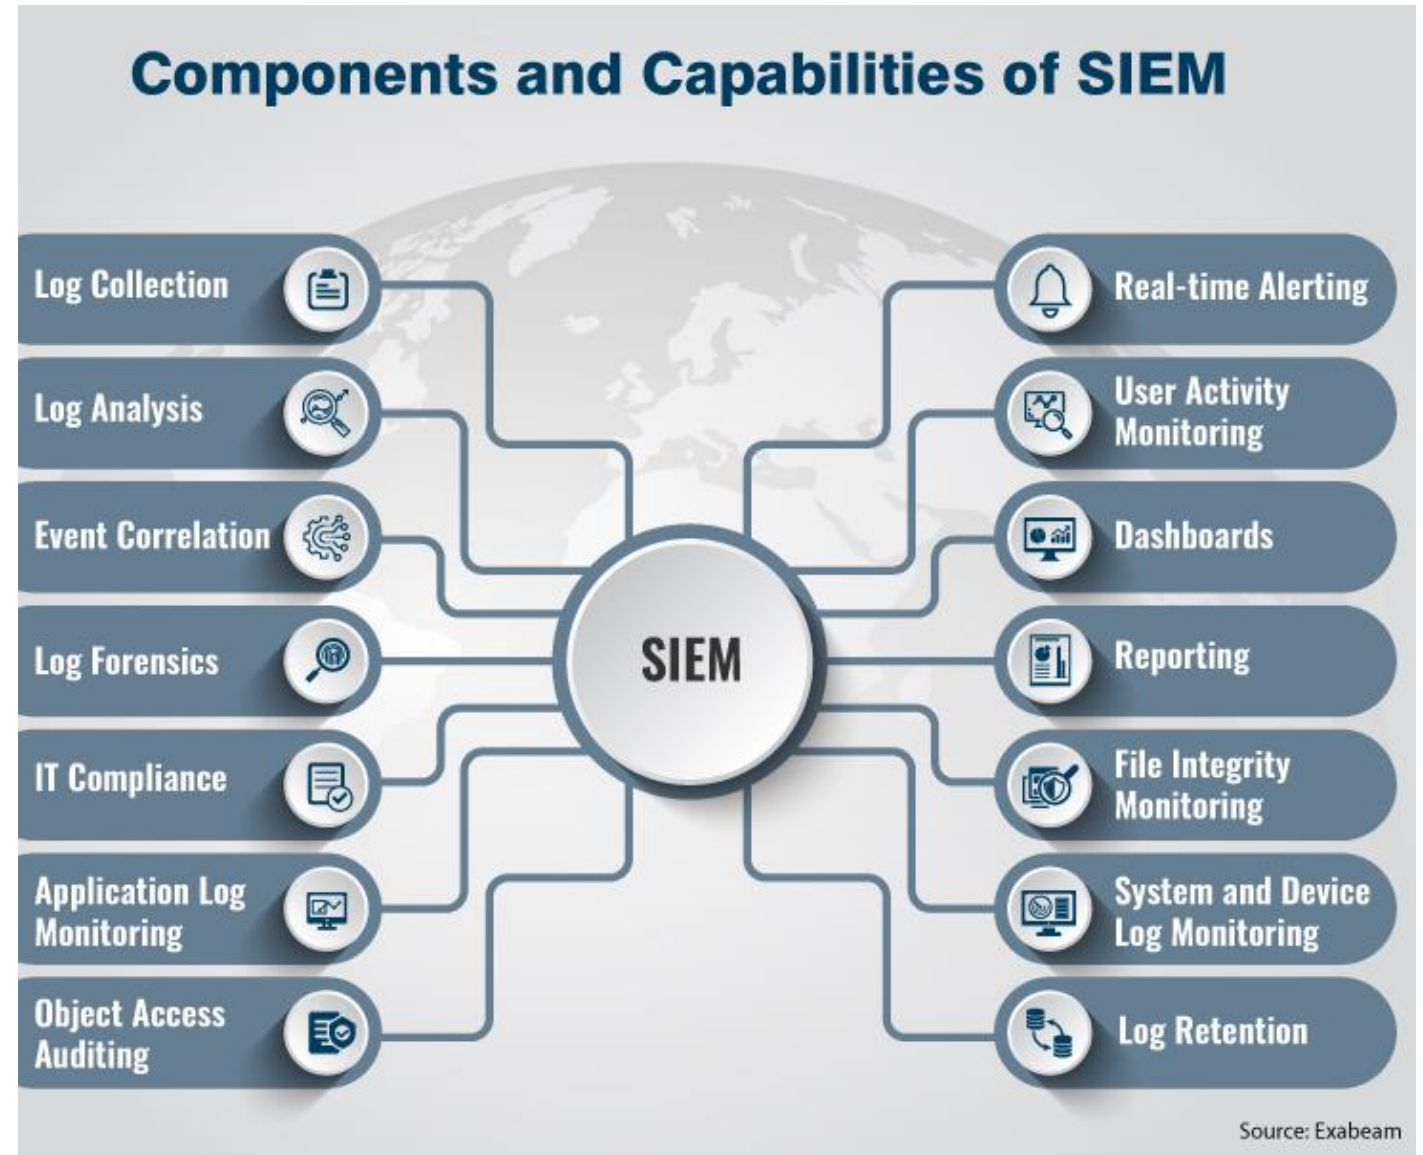 Components and Capabilities of SIEM
Log Collection
Log Analysis
Event Correlation
Log Forensics
IT Compliance
Application Log
Monitoring
Object Access
Auditing
SIEM
Real-time Alerting
User Activity
Monitoring
Dashboards
Reporting
File Integrity
Monitoring
System and Device
Log Monitoring
Log Retention
Source: Exabeam